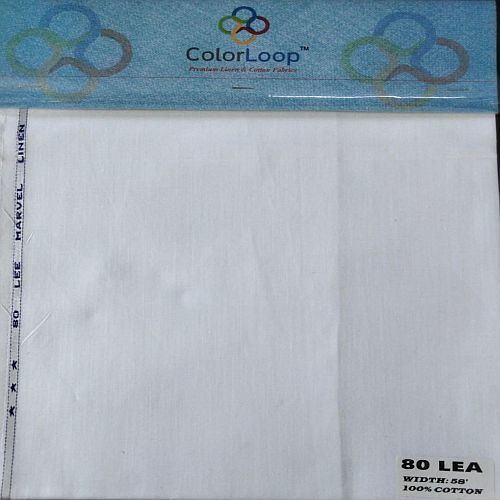 ColorLoop™
Premium Linen & Cotton Fabrics
★ ★ ★ 80 LEE MARVEL LINEN
80 LEA
WIDTH: 58'
100% COTTON